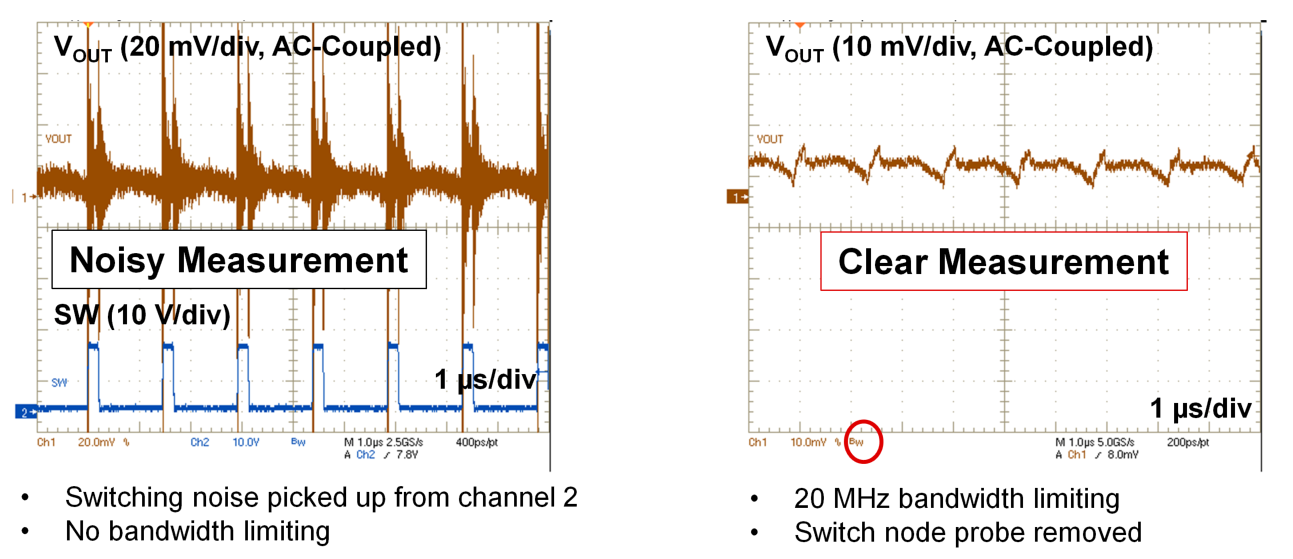 V_OUT (20 mV/div, AC-Coupled)
VOUT
1
Noisy Measurement
SW (10 V/div)
SW
1 µs/div
2
Ch1 20.0mV % Ch2 10.0V Bw M 1.0µs 2.5GS/s 400ps/pt
A Ch2 / 7.8V
• Switching noise picked up from channel 2
• No bandwidth limiting
V_OUT (10 mV/div, AC-Coupled)
VOUT
1
Clear Measurement
1 µs/div
Ch1 10.0mV % Bw M 1.0µs 5.0GS/s 200ps/pt
A Ch1 / 8.0mV
• 20 MHz bandwidth limiting
• Switch node probe removed